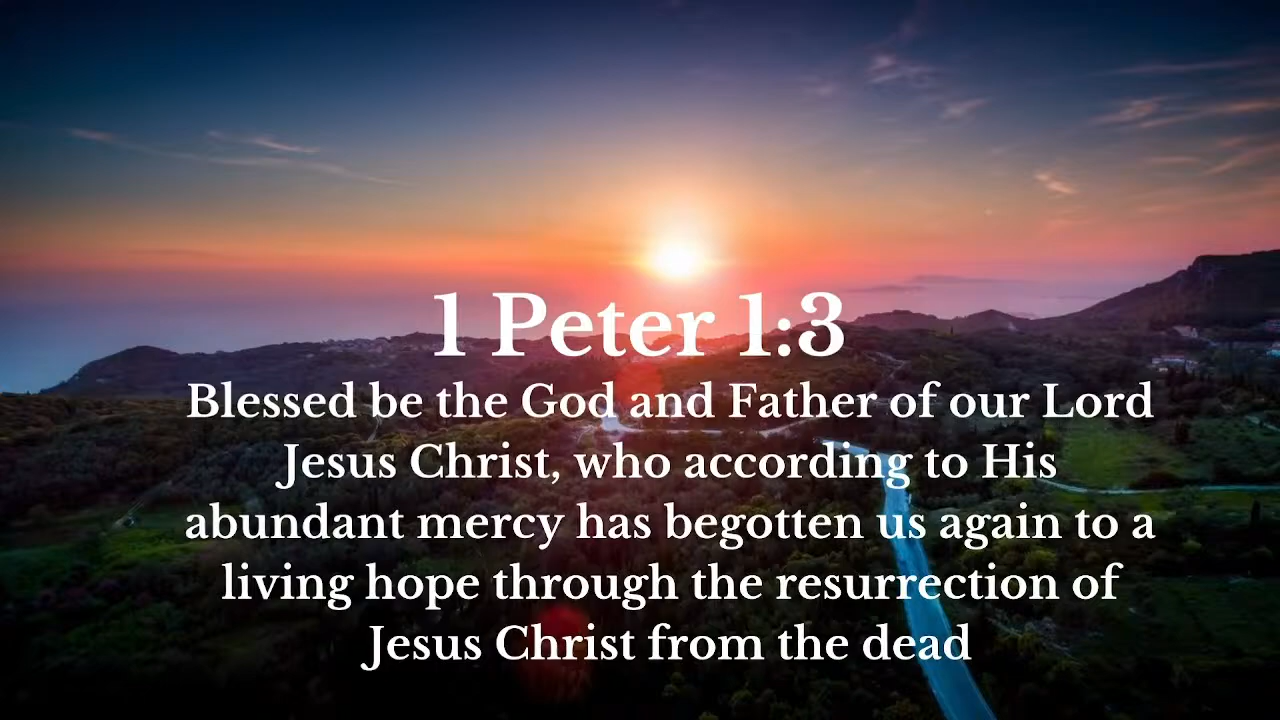 1 Peter 1:3
Blessed be the God and Father of our Lord
Jesus Christ, who according to His
abundant mercy has begotten us again to a
living hope through the resurrection of
Jesus Christ from the dead